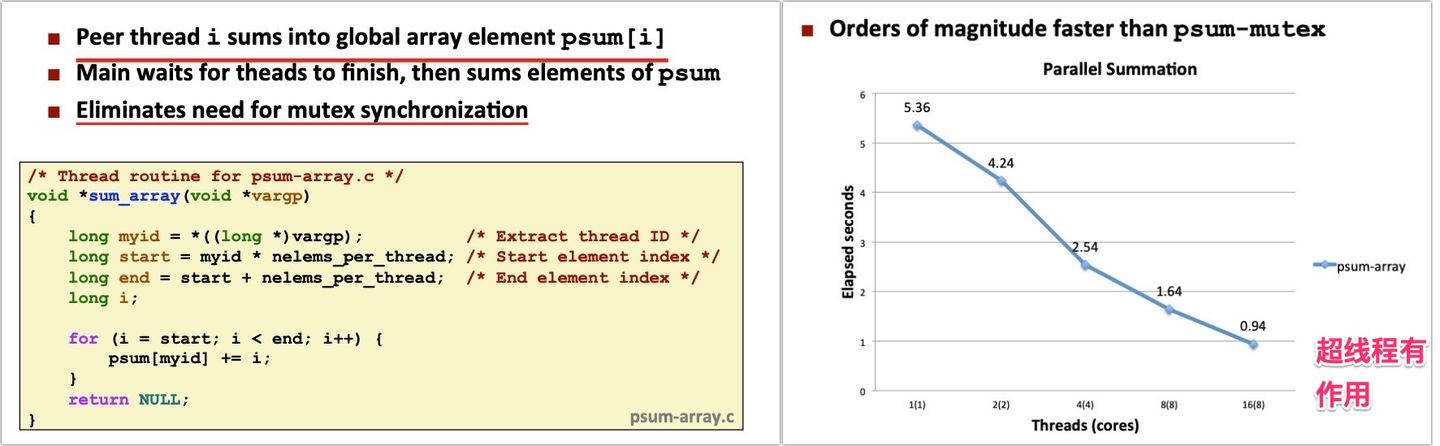 Peer thread i sums into global array element psum[i]
Main waits for theads to finish, then sums elements of psum
Eliminates need for mutex synchronization
/* Thread routine for psum-array.c */
void *sum_array(void *vargp)
{
    long myid = *((long *)vargp);          /* Extract thread ID */
    long start = myid * nelems_per_thread; /* Start element index */
    long end = start + nelems_per_thread;  /* End element index */
    long i;
    for (i = start; i < end; i++) {
        psum[myid] += i;
    }
    return NULL;
}
psum-array.c
Orders of magnitude faster than psum-mutex
Parallel Summation
Elapsed seconds
6
5
4
3
2
1
0
5.36
4.24
2.54
1.64
0.94
1(1)
2(2)
4(4)
8(8)
16(8)
Threads (cores)
psum-array
超线程有
作用